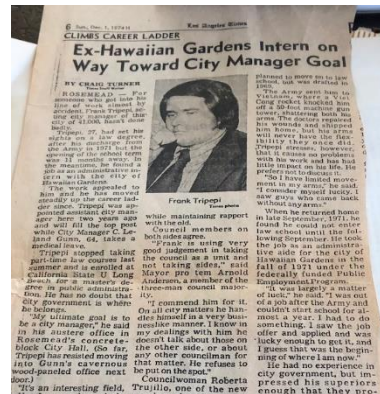 6 Sun., Dec. 1, 1974
Los Angeles Times
CLIMBS CAREER LADDER
Ex-Hawaiian Gardens Intern on
Way Toward City Manager Goal
BY CRAIG TURNER
Times Staff Writer
ROSEMEAD — For
someone who got into his
line of work almost by
accident, Frank Tripepi, act-
ing city manager of this
city of 42,000, hasn't done
badly.
Tripepi, 27, had set his
sights on a law degree
after his discharge from
the Army in 1971 but the
opening of the school term
was 11 months away. In
the meantime, he found a
job as an administrative in-
tern with the city of
Hawaiian Gardens.
The work appealed to
him and he has moved
steadily up the career lad-
der since. Tripepi was ap-
pointed assistant city man-
ager here two years ago
and will fill the top post
while City Manager C. Le-
land Gunn, 64, takes a
medical leave.
Tripepi stopped taking
part-time law courses last
summer and is enrolled at
California State U Long
Beach for a master's de-
gree in public administra-
tion. He has no doubt that
city government is where
he belongs.
"My ultimate goal is to
be a city manager," he said
in his austere office in
Rosemead's concrete-
block City Hall. (So far,
Tripepi has resisted moving
into Gunn's cavernous
wood-paneled office next
door.)
"It's an interesting field,
Frank Tripepi
Times photo
while maintaining rapport
with the old.
Council members on
both sides agree.
"Frank is using very
good judgement in taking
the council as a unit and
not taking sides," said
Mayor pro tem Arnold
Andersen, a member of the
three-man council major-
ity.
"I commend him for it.
On all city matters he han-
dles himself in a very busi-
nesslike manner. I know in
my dealings with him he
doesn't talk about those on
the other side, or about
any other councilman for
that matter. He refuses to
be put on the spot."
Councilwoman Roberta
Trujillo, one of the new
planned to move on to law
school, but was drafted in
1969.
The Army sent him to
Vietnam, where a Viet
Cong rocket knocked him
off a 50-foot machine gun
tower, shattering both his
arms. The doctors repaired
his wounds and shipped
him home, but his arms
will never have the flex-
ibility they once did.
Tripepi stresses, however,
that it causes no problems
with his work and has had
little impact on his life. He
prefers not to discuss it.
"So I have limited move-
ment in my arms," he said.
"I consider myself lucky. I
saw guys who came back
without any arms."
When he returned home
in late September, 1971, he
found he could not enter
law school until the fol-
lowing September. He took
the job as an administra-
tive aide for the city of
Hawaiian Gardens in the
fall of 1971 under the
federally funded Public
Employment Program.
"It was largely a matter
of luck," he said. "I was out
of a job after the Army and
couldn't start school for al-
most a year. I had to do
something. I saw the job
offer and applied and was
lucky enough to get it, and
I guess that was the begin-
ning of where I am now."
He had no experience in
city government, but im-
pressed his superiors
enough that they pro-